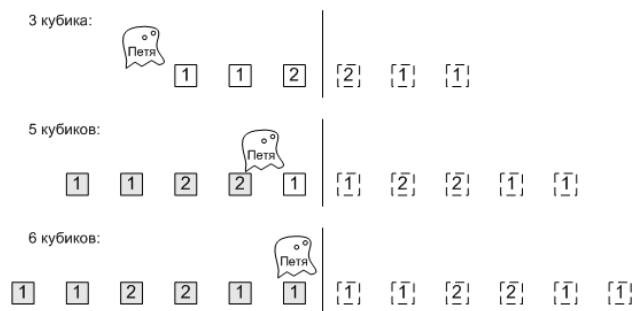 3 кубика:
Петя
1 1 2 2 1 1
5 кубиков:
Петя
1 1 2 2 1 1 2 2 1 1
6 кубиков:
Петя
1 1 2 2 1 1 1 1 2 2 1 1